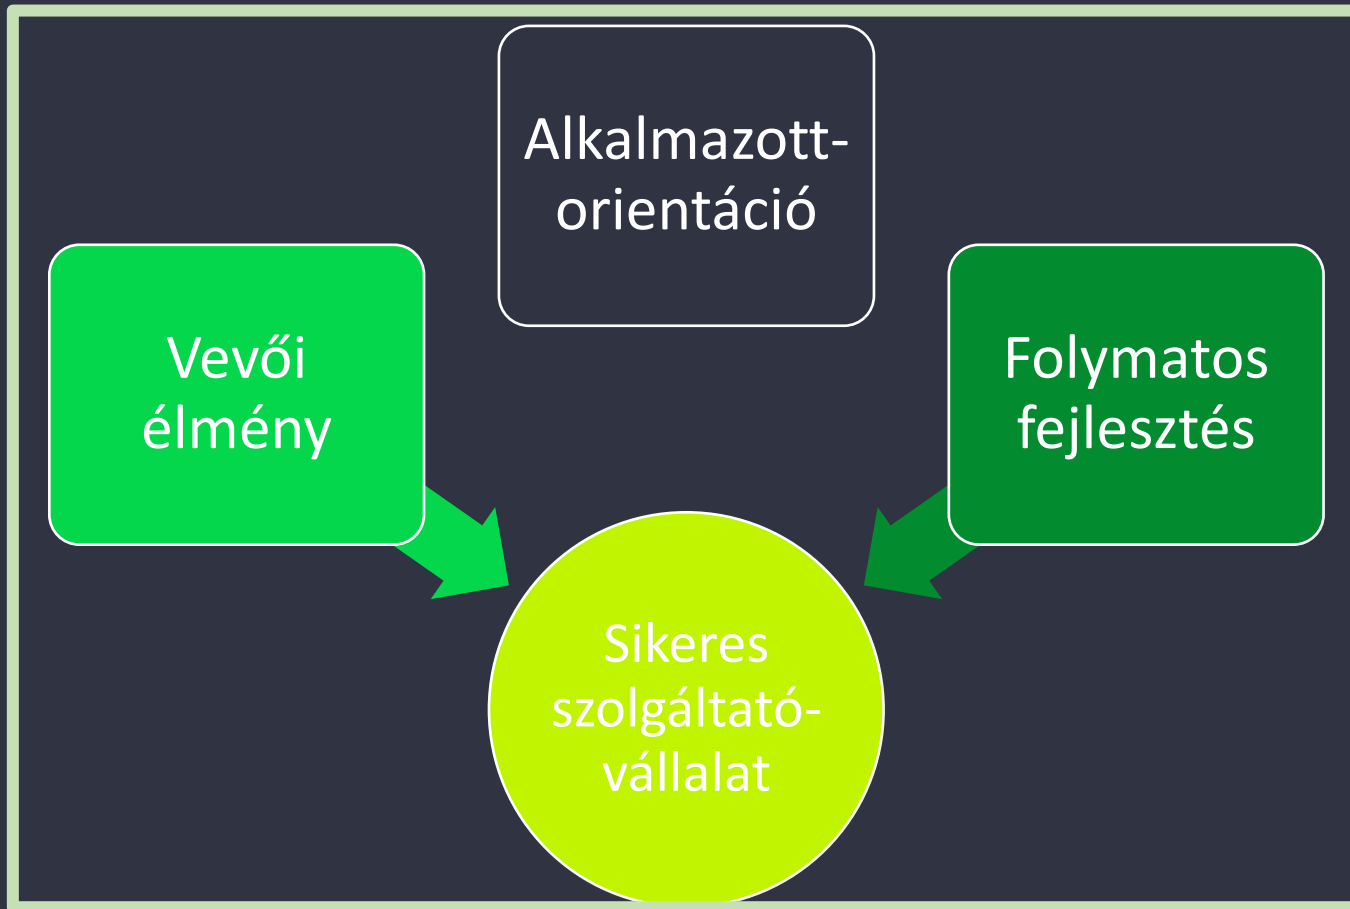 Alkalmazott-
orientáció
Vevői
élmény
Folymatos
fejlesztés
Sikeres
szolgáltató-
vállalat